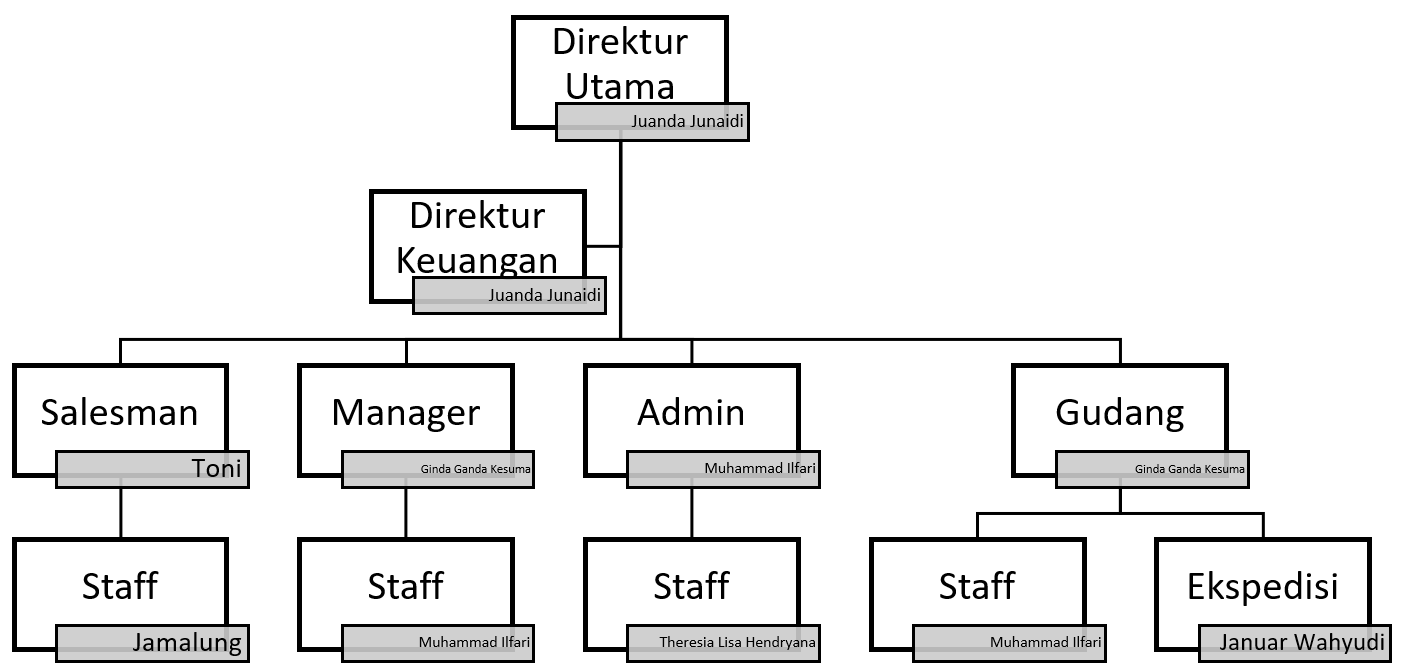 Direktur
Utama
Juanda Junaidi
Direktur
Keuangan
Juanda Junaidi
Salesman
Toni
Manager
Ginda Ganda Kesuma
Admin
Muhammad Ilfari
Gudang
Ginda Ganda Kesuma
Staff
Jamalung
Staff
Muhammad Ilfari
Staff
Theresia Lisa Hendryana
Staff
Muhammad Ilfari
Ekspedisi
Januar Wahyudi